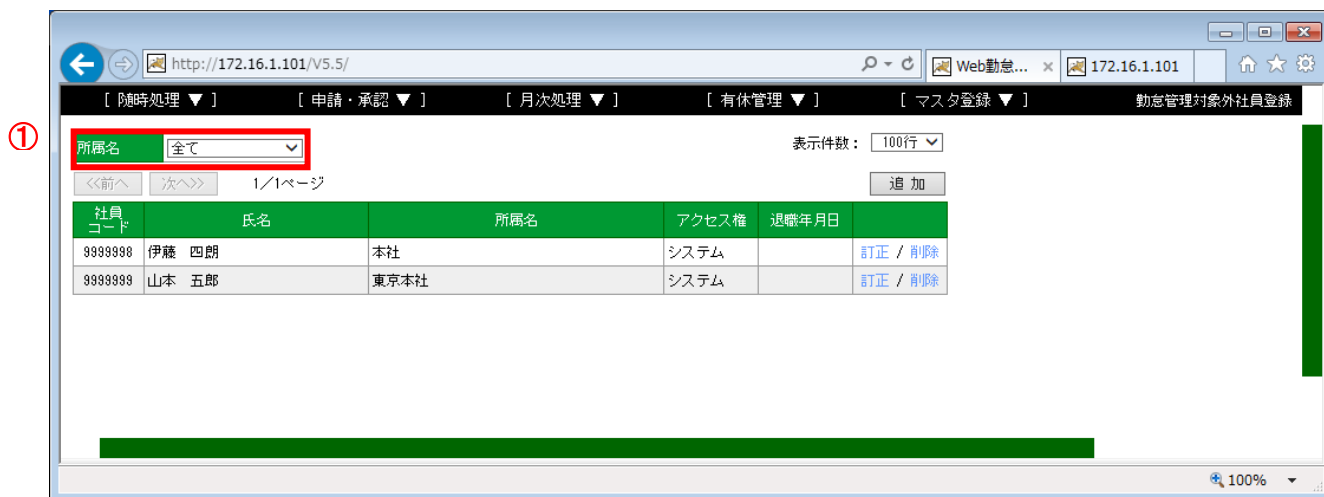 http://172.16.1.101/V5.5/
Web勤怠...
172.16.1.101
[ 随時処理 ▼ ] [ 申請・承認 ▼ ] [ 月次処理 ▼ ] [ 有休管理 ▼ ] [ マスタ登録 ▼ ] 勤怠管理対象外社員登録
①
所属名 全て 表示件数： 100行
<<前へ 次へ>> 1／1ページ 追 加
社員コード 氏名 所属名 アクセス権 退職年月日
9999998 伊藤 四朗 本社 システム 訂正 / 削除
9999999 山本 五郎 東京本社 システム 訂正 / 削除
100%